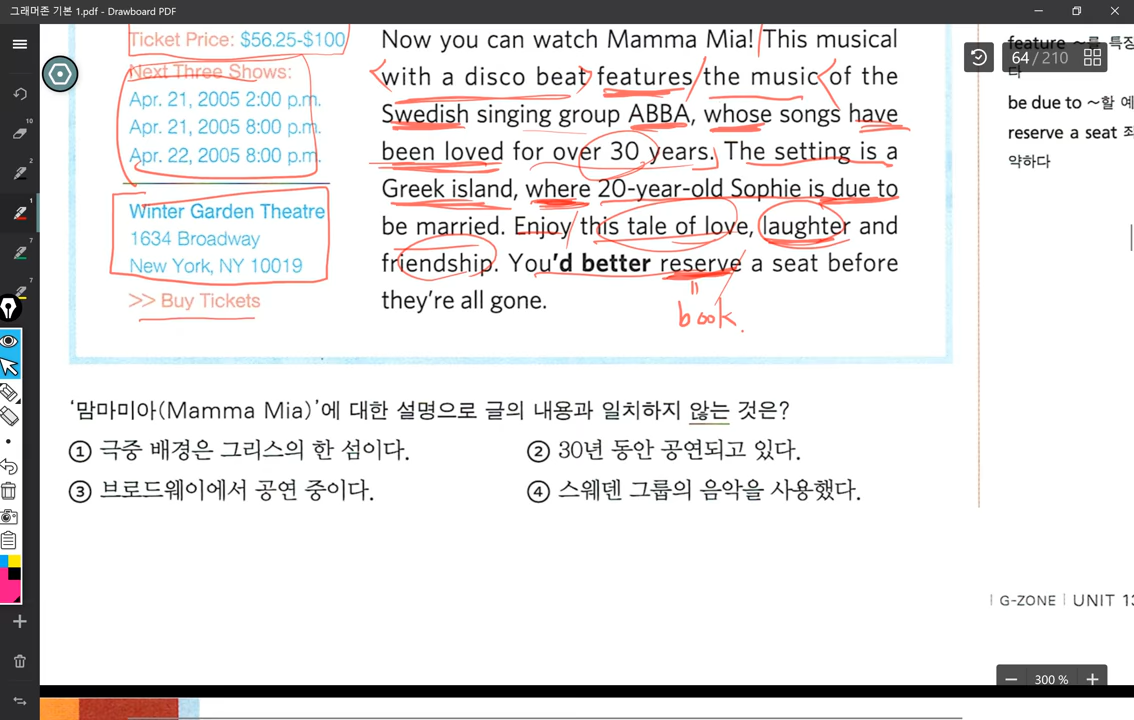 그래머존 기본 1.pdf - Drawboard PDF
Ticket Price: $56.25-$100
Next Three Shows:
Apr. 21, 2005 2:00 p.m.
Apr. 21, 2005 8:00 p.m.
Apr. 22, 2005 8:00 p.m.
Winter Garden Theatre
1634 Broadway
New York, NY 10019
>> Buy Tickets
Now you can watch Mamma Mia! This musical
with a disco beat features the music of the
Swedish singing group ABBA, whose songs have
been loved for over 30 years. The setting is a
Greek island, where 20-year-old Sophie is due to
be married. Enjoy this tale of love, laughter and
friendship. You'd better reserve a seat before
they're all gone.
book.
feature ~를 특징
다
be due to ~할 예
reserve a seat 좌
약하다
64 / 210
10
2
1
7
7
'맘마미아(Mamma Mia)'에 대한 설명으로 글의 내용과 일치하지 않는 것은?
① 극중 배경은 그리스의 한 섬이다.
② 30년 동안 공연되고 있다.
③ 브로드웨이에서 공연 중이다.
④ 스웨덴 그룹의 음악을 사용했다.
G-ZONE UNIT 13
300 %